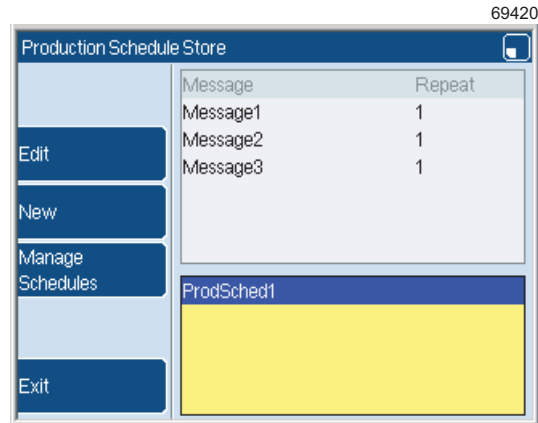 69420
Production Schedule Store
Message Repeat
Message1 1
Message2 1
Message3 1
Edit
New
Manage
Schedules
Exit
ProdSched1